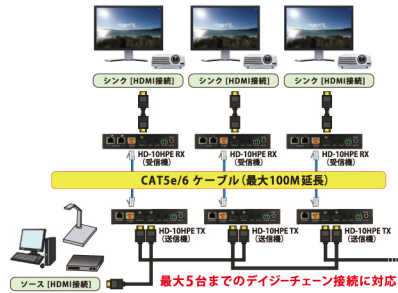 シンク [HDMI接続] シンク [HDMI接続] シンク [HDMI接続]
HD-10HPE RX
(受信機)
HD-10HPE RX
(受信機)
HD-10HPE RX
(受信機)
CAT5e/6 ケーブル(最大100M延長)
HD-10HPE TX
(送信機)
HD-10HPE TX
(送信機)
HD-10HPE TX
(送信機)
ソース [HDMI接続]
最大5台までのデイジーチェーン接続に対応